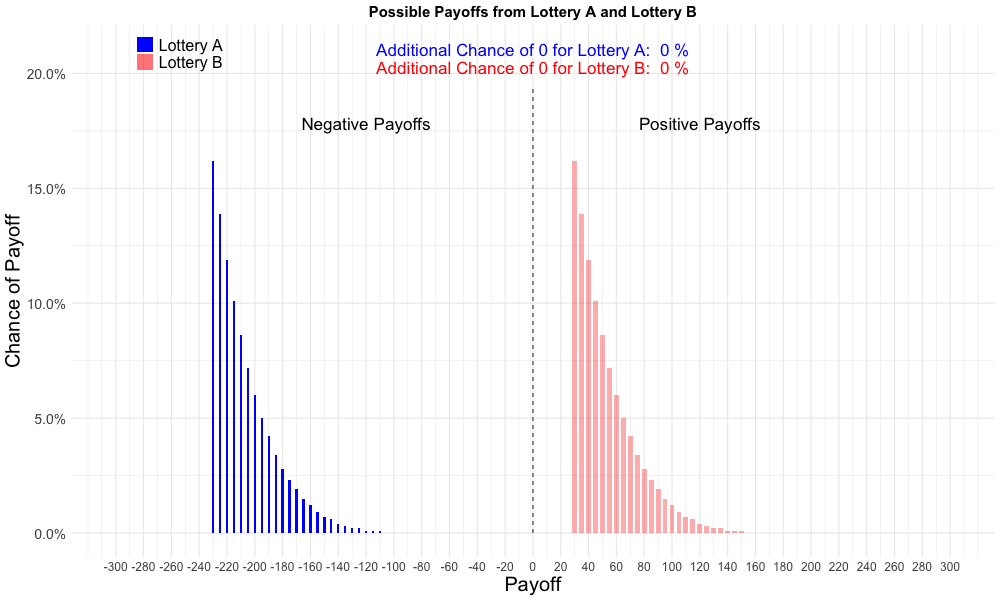 Possible Payoffs from Lottery A and Lottery B
Lottery A
Lottery B
Additional Chance of 0 for Lottery A:  0 %
Additional Chance of 0 for Lottery B:  0 %
Negative Payoffs
Positive Payoffs
Chance of Payoff
20.0%
15.0%
10.0%
5.0%
0.0%
-300 -280 -260 -240 -220 -200 -180 -160 -140 -120 -100 -80 -60 -40 -20 0 20 40 60 80 100 120 140 160 180 200 220 240 260 280 300
Payoff